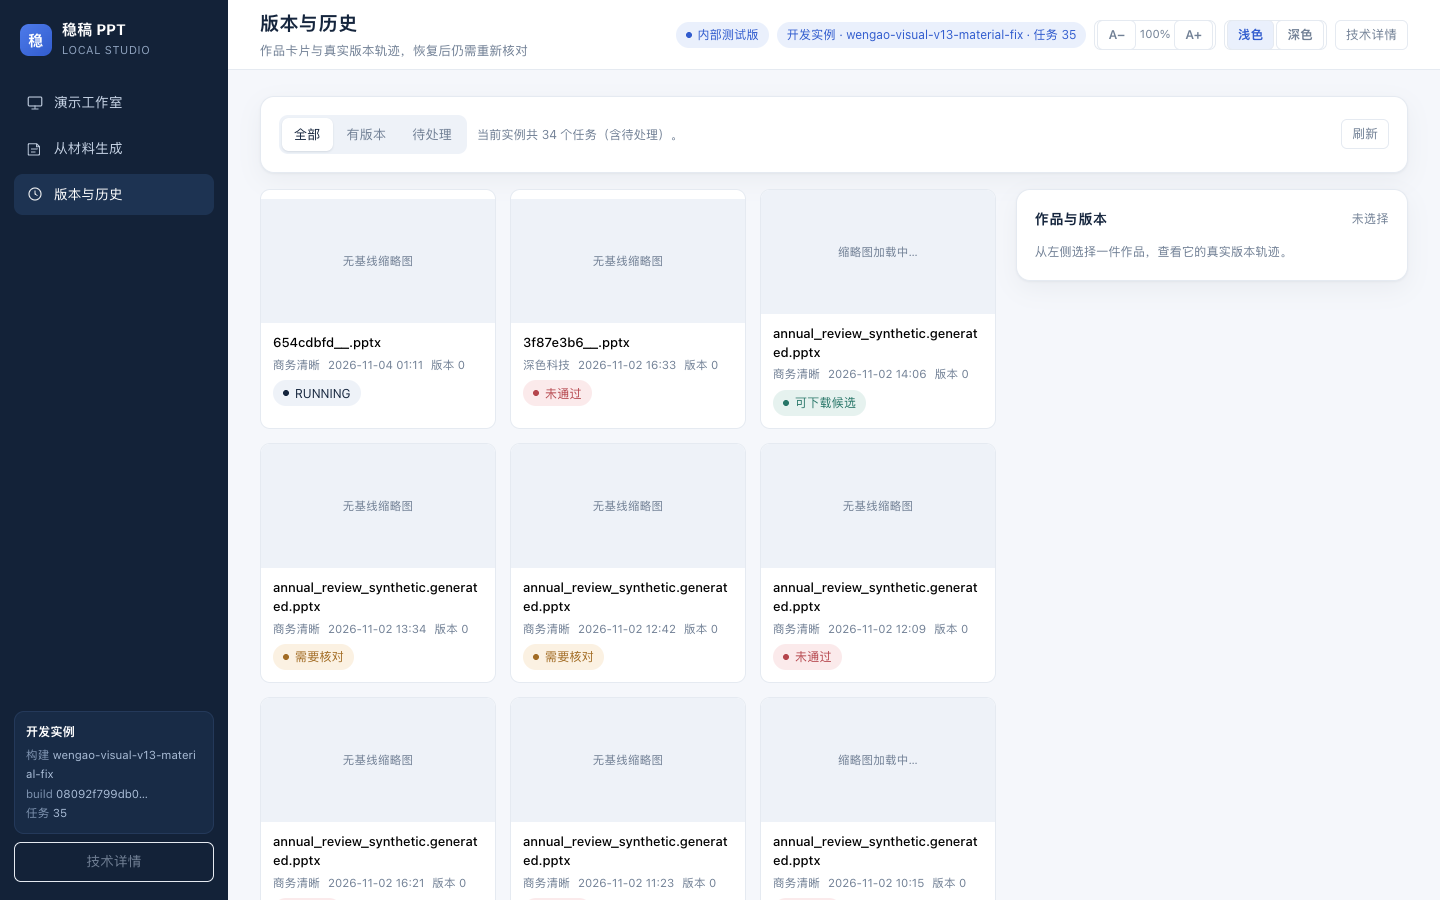 稳
稳稿 PPT
LOCAL STUDIO
演示工作室
从材料生成
版本与历史
开发实例
构建 wengao-visual-v13-materi
al-fix
build 08092f799db0...
任务 35
技术详情
版本与历史
作品卡片与真实版本轨迹，恢复后仍需重新核对
内部测试版
开发实例 · wengao-visual-v13-material-fix · 任务 35
A−
100%
A+
浅色
深色
技术详情
全部
有版本
待处理
当前实例共 34 个任务（含待处理）。
刷新
无基线缩略图
654cdbfd__.pptx
商务清晰 2026-11-04 01:11 版本 0
RUNNING
无基线缩略图
3f87e3b6__.pptx
深色科技 2026-11-02 16:33 版本 0
未通过
缩略图加载中...
annual_review_synthetic.generat
ed.pptx
商务清晰 2026-11-02 14:06 版本 0
可下载候选
无基线缩略图
annual_review_synthetic.generat
ed.pptx
商务清晰 2026-11-02 13:34 版本 0
需要核对
无基线缩略图
annual_review_synthetic.generat
ed.pptx
商务清晰 2026-11-02 12:42 版本 0
需要核对
无基线缩略图
annual_review_synthetic.generat
ed.pptx
商务清晰 2026-11-02 12:09 版本 0
未通过
无基线缩略图
annual_review_synthetic.generat
ed.pptx
商务清晰 2026-11-02 16:21 版本 0
无基线缩略图
annual_review_synthetic.generat
ed.pptx
商务清晰 2026-11-02 11:23 版本 0
缩略图加载中...
annual_review_synthetic.generat
ed.pptx
商务清晰 2026-11-02 10:15 版本 0
作品与版本
未选择
从左侧选择一件作品，查看它的真实版本轨迹。